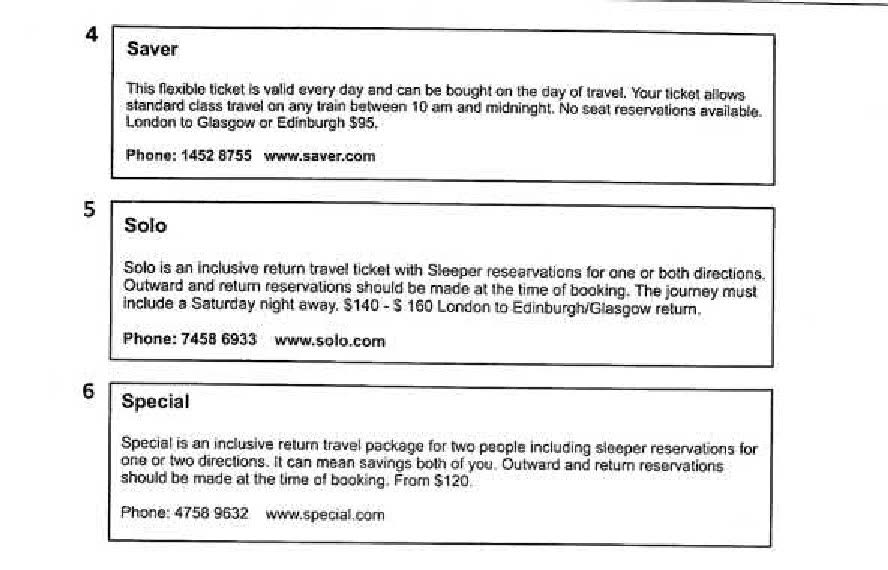 4
Saver
This flexible ticket is valid every day and can be bought on the day of travel. Your ticket allows
standard class travel on any train between 10 am and midninght. No seat reservations available.
London to Glasgow or Edinburgh $95.
Phone: 1452 8755 www.saver.com
5
Solo
Solo is an inclusive return travel ticket with Sleeper researvations for one or both directions.
Outward and return reservations should be made at the time of booking. The journey must
include a Saturday night away. $140 - $ 160 London to Edinburgh/Glasgow return.
Phone: 7458 6933 www.solo.com
6
Special
Special is an inclusive return travel package for two people including sleeper reservations for
one or two directions. It can mean savings both of you. Outward and return reservations
should be made at the time of booking. From $120.
Phone: 4758 9632 www.special.com